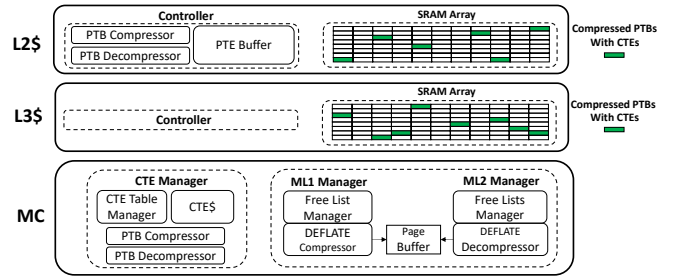 Controller
SRAM Array
L2$
PTB Compressor
PTB Decompressor
PTE Buffer
Compressed PTBs
With CTEs
SRAM Array
L3$
Controller
Compressed PTBs
With CTEs
MC
CTE Manager
CTE Table
Manager
CTE$
PTB Compressor
PTB Decompressor
ML1 Manager
Free List
Manager
DEFLATE
Compressor
Page
Buffer
ML2 Manager
Free Lists
Manager
DEFLATE
Decompressor